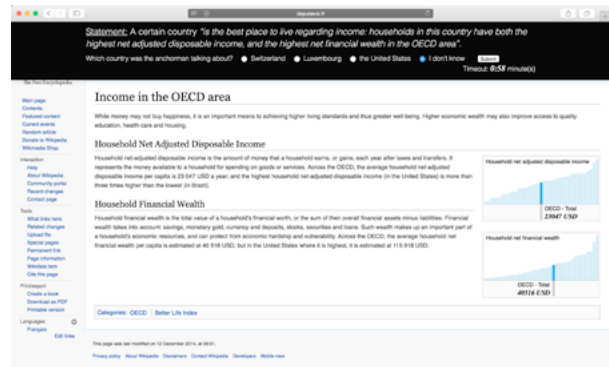 Statement: A certain country "is the best place to live regarding income: households in this country have both the
highest net adjusted disposable income, and the highest net financial wealth in the OECD area".
Which country was the anchorman talking about? Switzerland Luxembourg the United States I don't know Submit
Timeout: 0:58 minute(s)
The Free Encyclopedia
Main page
Contents
Featured content
Current events
Random article
Donate to Wikipedia
Wikimedia Shop
Interaction
Help
About Wikipedia
Community portal
Recent changes
Contact page
Tools
What links here
Related changes
Upload file
Special pages
Permanent link
Page information
Wikidata item
Cite this page
Print/export
Create a book
Download as PDF
Printable version
Languages
Français
Edit links
Income in the OECD area
While money may not buy happiness, it is an important means to achieving higher living standards and thus greater well-being. Higher economic wealth may also improve access to quality
education, health care and housing.
Household Net Adjusted Disposable Income
Household net-adjusted disposable income is the amount of money that a household earns, or gains, each year after taxes and transfers. It
represents the money available to a household for spending on goods or services. Across the OECD, the average household net-adjusted
disposable income per capita is 23 047 USD a year, and the highest household net-adjusted disposable income (in the United States) is more than
three times higher than the lowest (in Brazil).
Household net adjusted disposable income
OECD - Total
23047 USD
Household Financial Wealth
Household financial wealth is the total value of a household's financial worth, or the sum of their overall financial assets minus liabilities. Financial
wealth takes into account savings, monetary gold, currency and deposits, stocks, securities and loans. Such wealth makes up an important part of
a household's economic resources, and can protect from economic hardship and vulnerability. Across the OECD, the average household net
financial wealth per capita is estimated at 40 516 USD, but in the United States where it is highest, it is estimated at 115 918 USD.
Household net financial wealth
OECD - Total
40516 USD
Categories: OECD Better Life Index
This page was last modified on 12 December 2014, at
Privacy policy About Wikipedia Disclaimers Contact Wikipedia Developers Mobile view